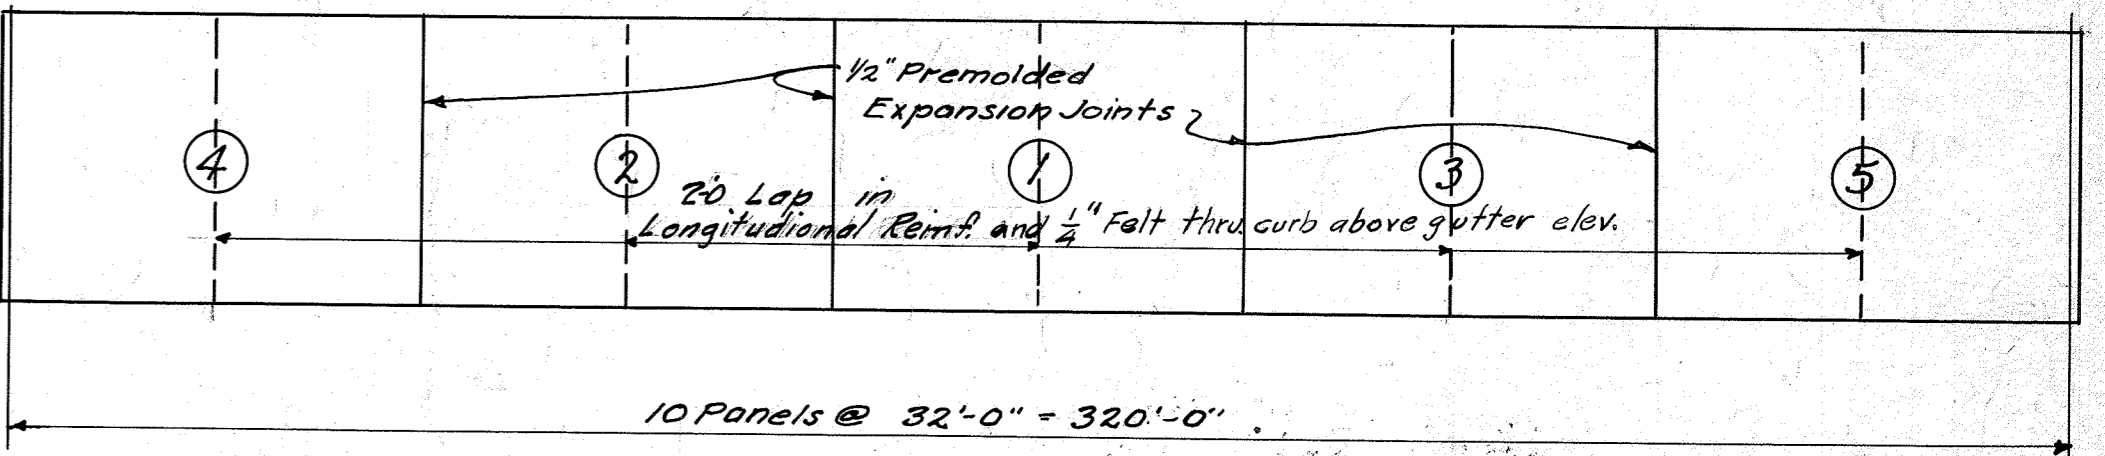 1/2" Premolded
Expansion Joints
4
2
1
3
5
2'-0 Lap in
Longitudional Reinf. and 1/4" Felt thru curb above gutter elev.
10 Panels @ 32'-0" = 320'-0"